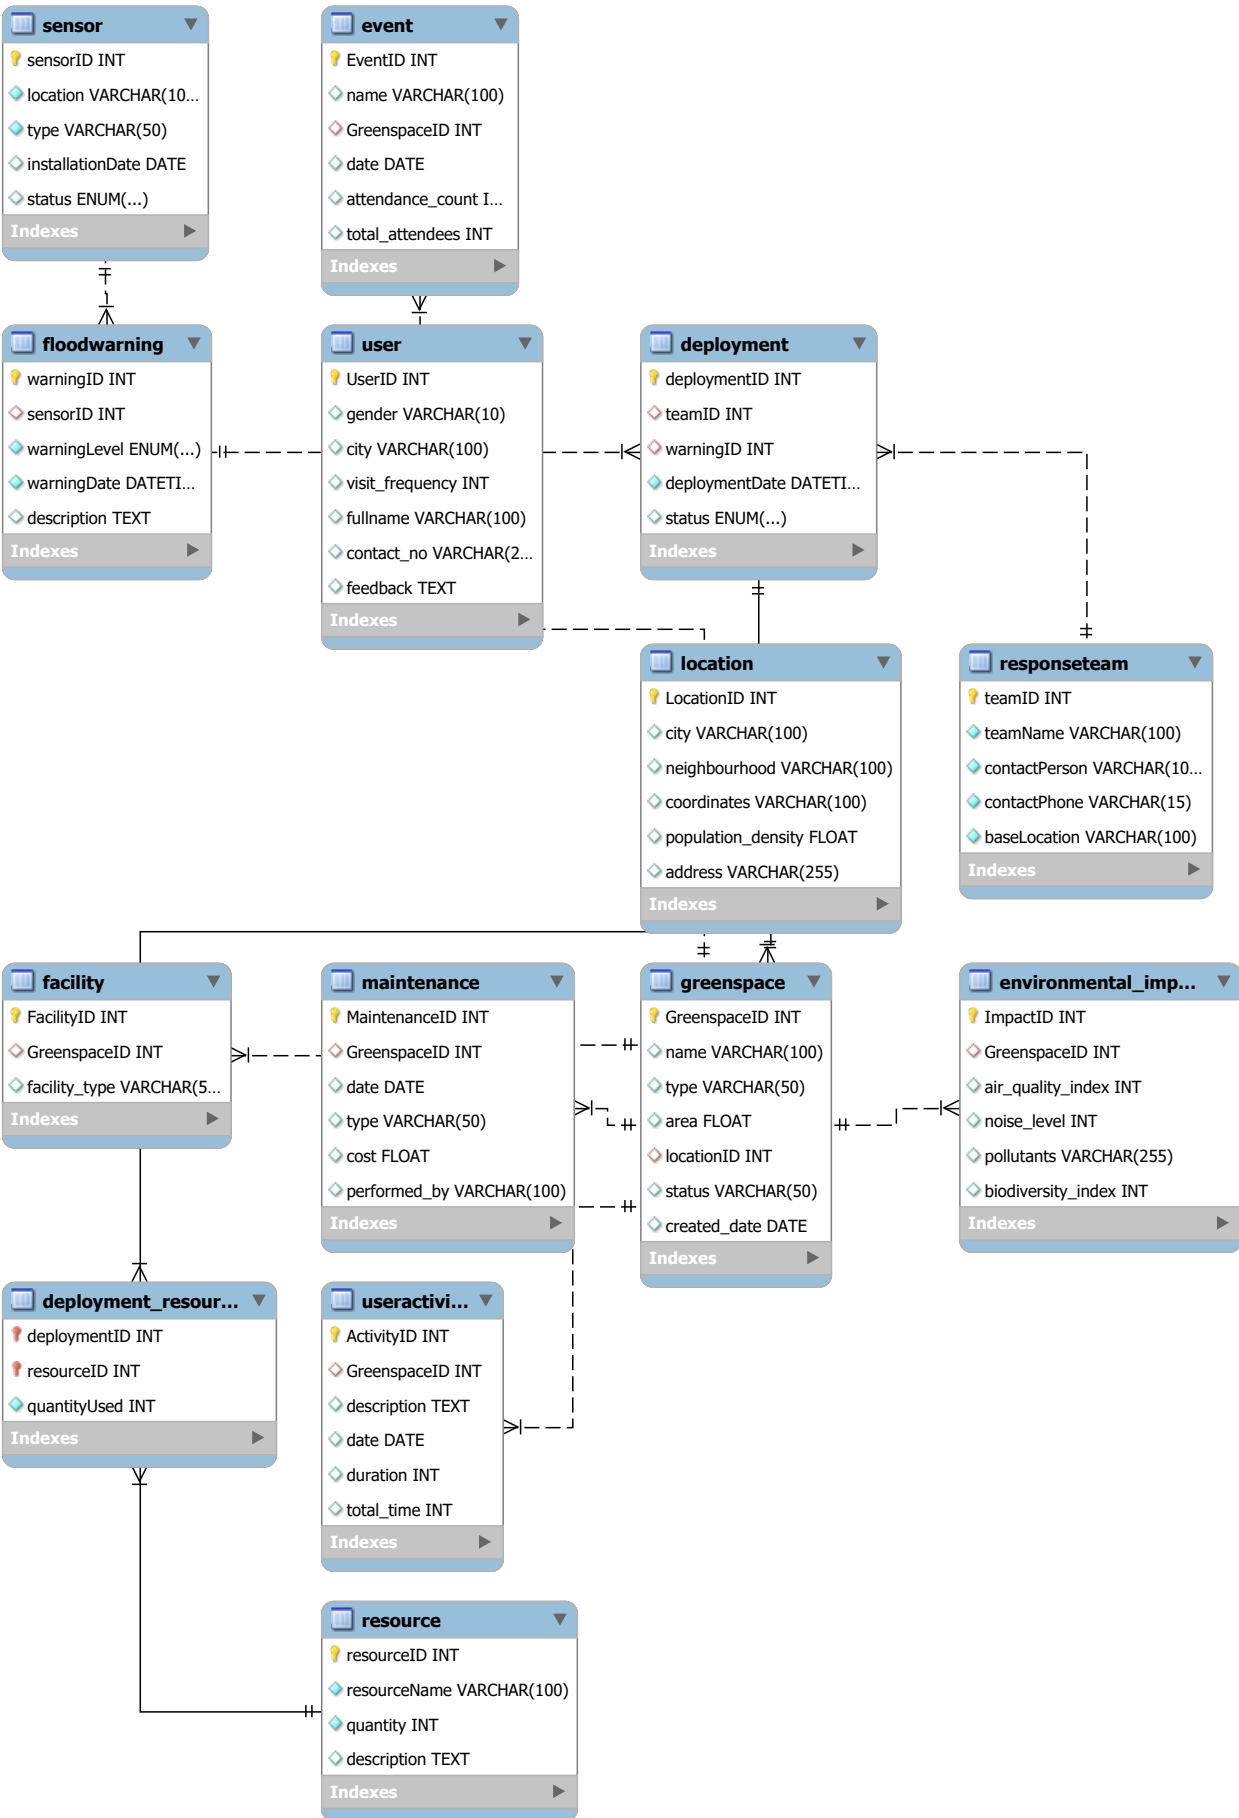 sensor
sensorID INT
location VARCHAR(10...
type VARCHAR(50)
installationDate DATE
status ENUM(...)
Indexes
event
EventID INT
name VARCHAR(100)
GreenspaceID INT
date DATE
attendance_count I...
total_attendees INT
Indexes
floodwarning
warningID INT
sensorID INT
warningLevel ENUM(...)
warningDate DATETI...
description TEXT
Indexes
user
UserID INT
gender VARCHAR(10)
city VARCHAR(100)
visit_frequency INT
fullname VARCHAR(100)
contact_no VARCHAR(2...
feedback TEXT
Indexes
deployment
deploymentID INT
teamID INT
warningID INT
deploymentDate DATETI...
status ENUM(...)
Indexes
location
LocationID INT
city VARCHAR(100)
neighbourhood VARCHAR(100)
coordinates VARCHAR(100)
population_density FLOAT
address VARCHAR(255)
Indexes
responseteam
teamID INT
teamName VARCHAR(100)
contactPerson VARCHAR(10...
contactPhone VARCHAR(15)
baseLocation VARCHAR(100)
Indexes
facility
FacilityID INT
GreenspaceID INT
facility_type VARCHAR(5...
Indexes
maintenance
MaintenanceID INT
GreenspaceID INT
date DATE
type VARCHAR(50)
cost FLOAT
performed_by VARCHAR(100)
Indexes
greenspace
GreenspaceID INT
name VARCHAR(100)
type VARCHAR(50)
area FLOAT
locationID INT
status VARCHAR(50)
created_date DATE
Indexes
environmental_imp...
ImpactID INT
GreenspaceID INT
air_quality_index INT
noise_level INT
pollutants VARCHAR(255)
biodiversity_index INT
Indexes
deployment_resour...
deploymentID INT
resourceID INT
quantityUsed INT
Indexes
useractivi...
ActivityID INT
GreenspaceID INT
description TEXT
date DATE
duration INT
total_time INT
Indexes
resource
resourceID INT
resourceName VARCHAR(100)
quantity INT
description TEXT
Indexes